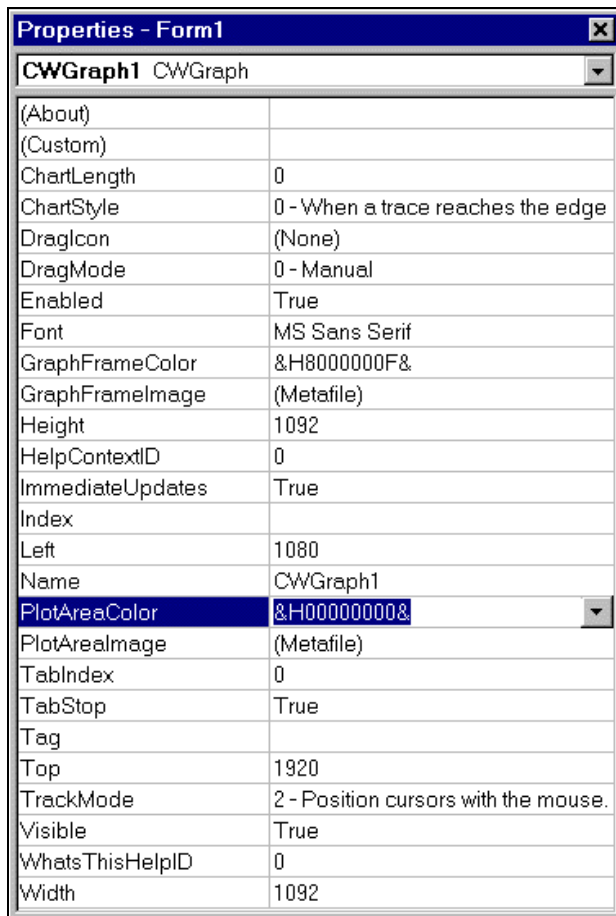 Properties - Form1
CWGraph1 CWGraph
(About)
(Custom)
ChartLength 0
ChartStyle 0 - When a trace reaches the edge
DragIcon (None)
DragMode 0 - Manual
Enabled True
Font MS Sans Serif
GraphFrameColor &H8000000F&
GraphFrameImage (Metafile)
Height 1092
HelpContextID 0
ImmediateUpdates True
Index
Left 1080
Name CWGraph1
PlotAreaColor &H00000000&
PlotAreaImage (Metafile)
TabIndex 0
TabStop True
Tag
Top 1920
TrackMode 2 - Position cursors with the mouse.
Visible True
WhatsThisHelpID 0
Width 1092